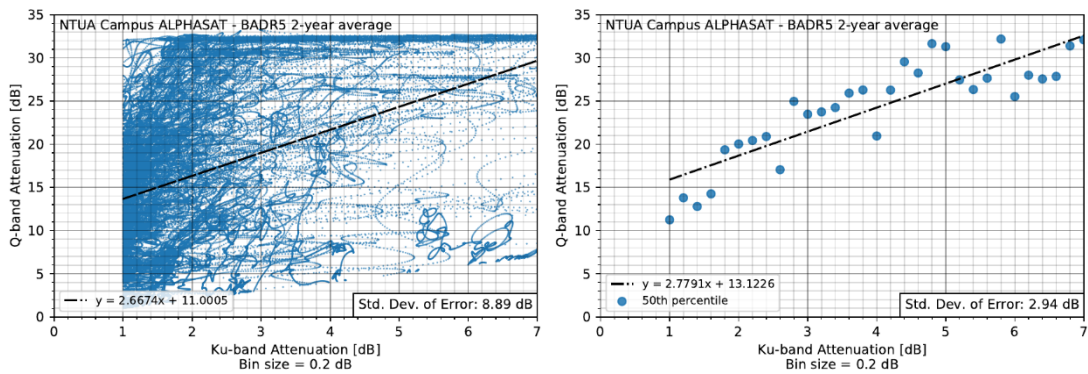 NTUA Campus ALPHASAT - BADR5 2-year average
35
30
25
20
15
10
5
0
Q-band Attenuation [dB]
y = 2.6674x + 11.0005
Std. Dev. of Error: 8.89 dB
0 1 2 3 4 5 6 7
Ku-band Attenuation [dB]
Bin size = 0.2 dB
NTUA Campus ALPHASAT - BADR5 2-year average
35
30
25
20
15
10
5
0
Q-band Attenuation [dB]
y = 2.7791x + 13.1226
50th percentile
Std. Dev. of Error: 2.94 dB
0 1 2 3 4 5 6 7
Ku-band Attenuation [dB]
Bin size = 0.2 dB